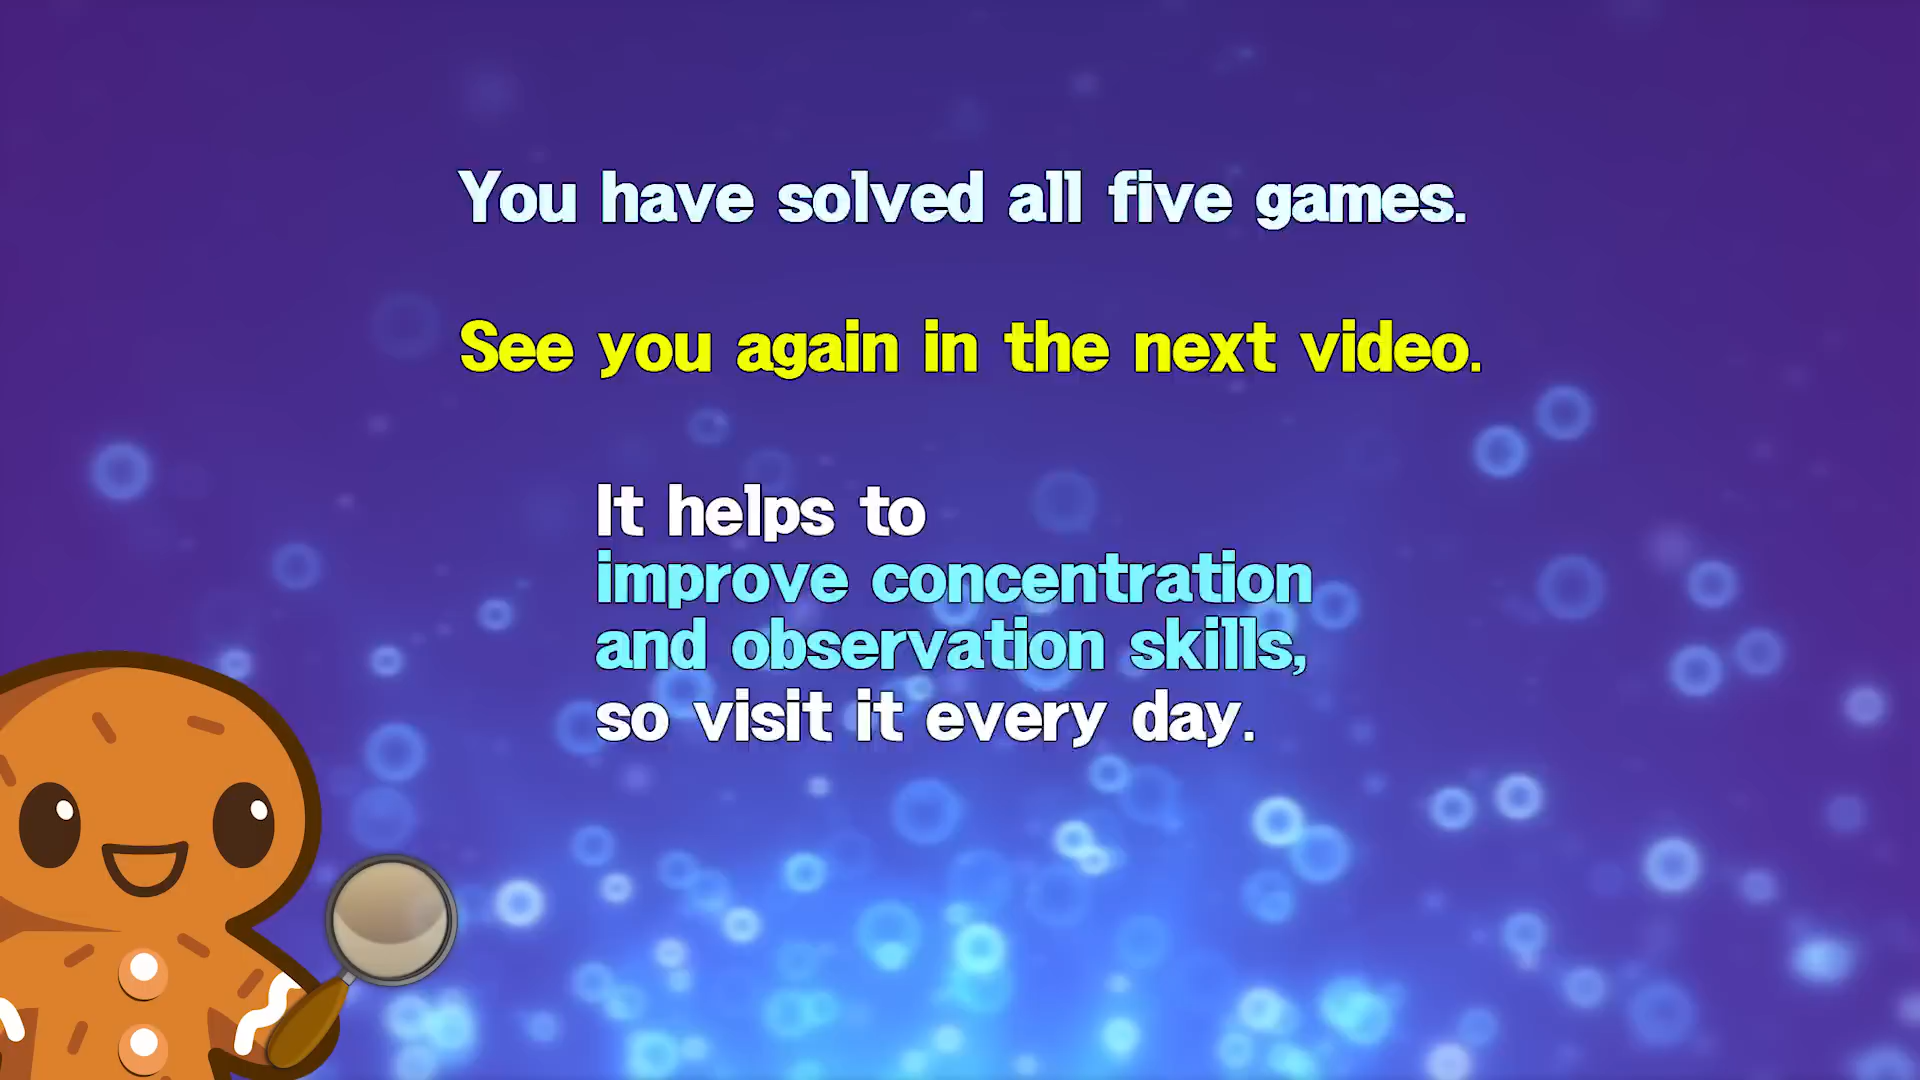 You have solved all five games.
See you again in the next video.
It helps to
improve concentration
and observation skills,
so visit it every day.